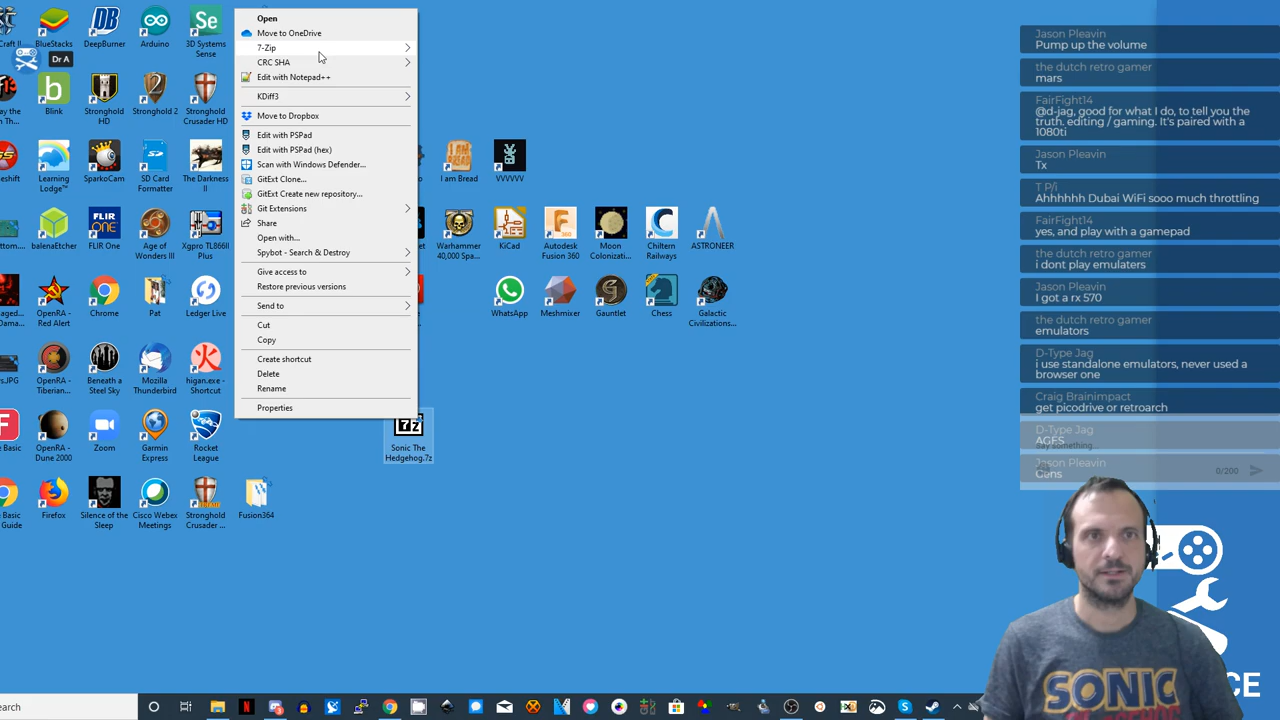 Open
Move to OneDrive
7-Zip
CRC SHA
Edit with Notepad++
KDiff3
Move to Dropbox
Edit with PSPad
Edit with PSPad (hex)
Scan with Windows Defender...
GitExt Clone...
GitExt Create new repository...
Git Extensions
Share
Open with...
Spybot - Search & Destroy
Give access to
Restore previous versions
Send to
Cut
Copy
Create shortcut
Delete
Rename
Properties
BlueStacks
DeepBurner
Arduino
3D Systems
Sense
Dr A
Blink
Stronghold
HD
Stronghold 2
Stronghold
Crusader HD
Learning
Lodge™
SparkoCam
SD Card
Formatter
The Darkness
II
I am Bread
VVVVVV
balenaEtcher
FLIR ONE
Age of
Wonders III
Xgpro TL866II
Plus
Warhammer
40,000 Spa...
KiCad
Autodesk
Fusion 360
Moon
Colonizatio...
Chiltern
Railways
ASTRONEER
OpenRA -
Red Alert
Chrome
Pat
Ledger Live
WhatsApp
Meshmixer
Gauntlet
Chess
Galactic
Civilizations...
OpenRA -
Tiberian...
Beneath a
Steel Sky
Mozilla
Thunderbird
higan.exe -
Shortcut
OpenRA -
Dune 2000
Zoom
Garmin
Express
Rocket
League
Sonic The
Hedgehog.7z
Firefox
Silence of the
Sleep
Cisco Webex
Meetings
Stronghold
Crusader ...
Fusion364
Jason Pleavin
Pump up the volume
the dutch retro gamer
mars
FairFight14
@d-jag, good for what I do, to tell you the
truth. editing / gaming. It's paired with a
1080ti
Jason Pleavin
Tx
T P/i
Ahhhhhh Dubai WiFi sooo much throttling
FairFight14
yes, and play with a gamepad
the dutch retro gamer
i dont play emulaters
Jason Pleavin
I got a rx 570
the dutch retro gamer
emulators
D-Type Jag
i use standalone emulators, never used a
browser one
Craig Brainimpact
get picodrive or retroarch
D-Type Jag
AGES
Say something...
Jason Pleavin
Gens
0/200
SONIC
CE